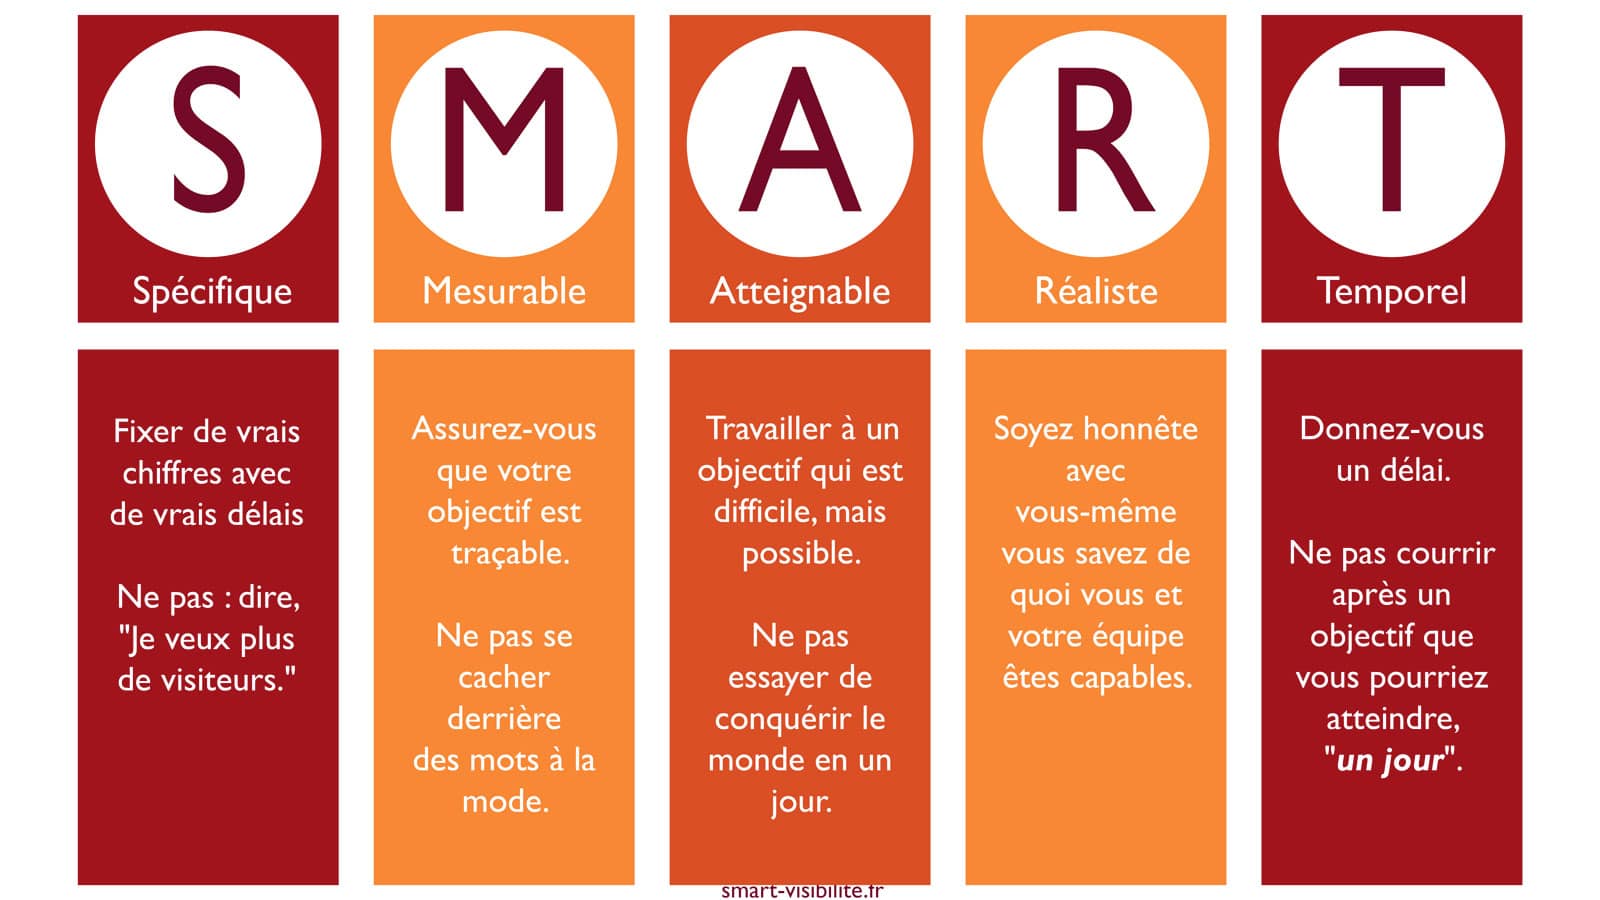 S
Spécifique
Fixer de vrais
chiffres avec
de vrais délais
Ne pas : dire,
"Je veux plus
de visiteurs."
M
Mesurable
Assurez-vous
que votre
objectif est
traçable.
Ne pas se
cacher
derrière
des mots à la
mode.
A
Atteignable
Travailler à un
objectif qui est
difficile, mais
possible.
Ne pas
essayer de
conquérir le
monde en un
jour.
R
Réaliste
Soyez honnête
avec
vous-même
vous savez de
quoi vous et
votre équipe
êtes capables.
T
Temporel
Donnez-vous
un délai.
Ne pas courrir
après un
objectif que
vous pourriez
atteindre,
"un jour".
smart-visibilite.fr